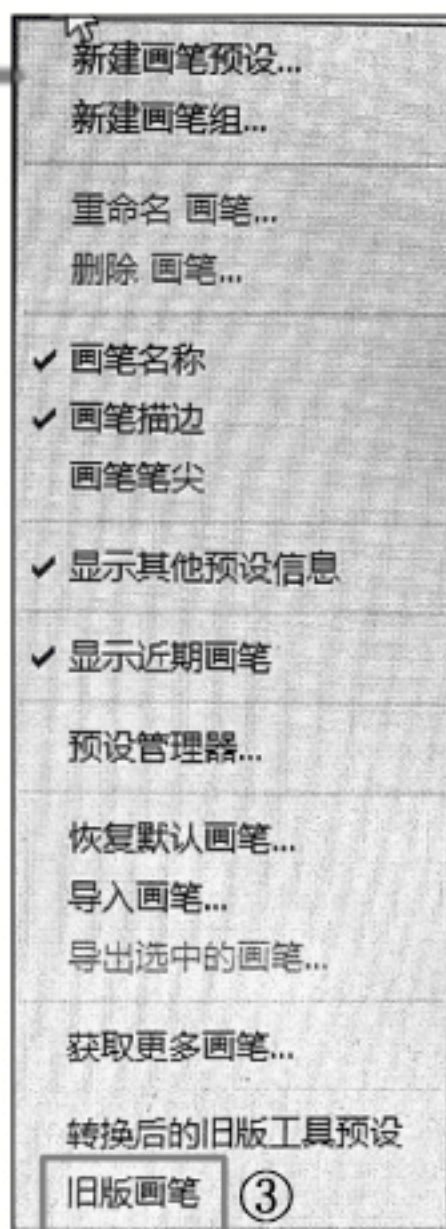 新建画笔预设...
新建画笔组...
重命名 画笔...
删除 画笔...
✓ 画笔名称
✓ 画笔描边
画笔笔尖
✓ 显示其他预设信息
✓ 显示近期画笔
预设管理器...
恢复默认画笔...
导入画笔...
导出选中的画笔...
获取更多画笔...
转换后的旧版工具预设
旧版画笔 ③